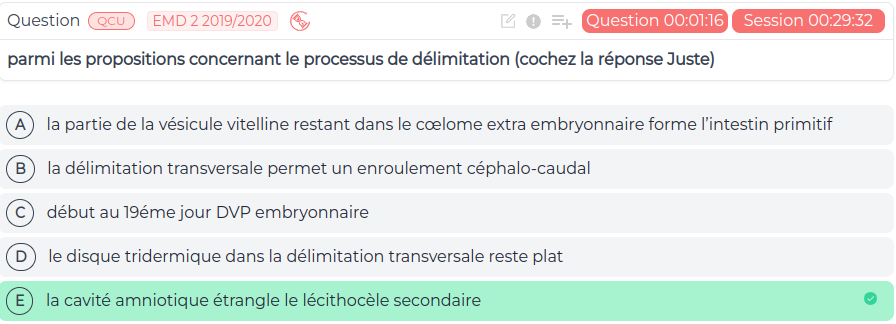 Question QCU EMD 2 2019/2020 Question 00:01:16 Session 00:29:32
parmi les propositions concernant le processus de délimitation (cochez la réponse Juste)
A la partie de la vésicule vitelline restant dans le cœlome extra embryonnaire forme l’intestin primitif
B la délimitation transversale permet un enroulement céphalo-caudal
C début au 19éme jour DVP embryonnaire
D le disque tridermique dans la délimitation transversale reste plat
E la cavité amniotique étrangle le lécithocèle secondaire